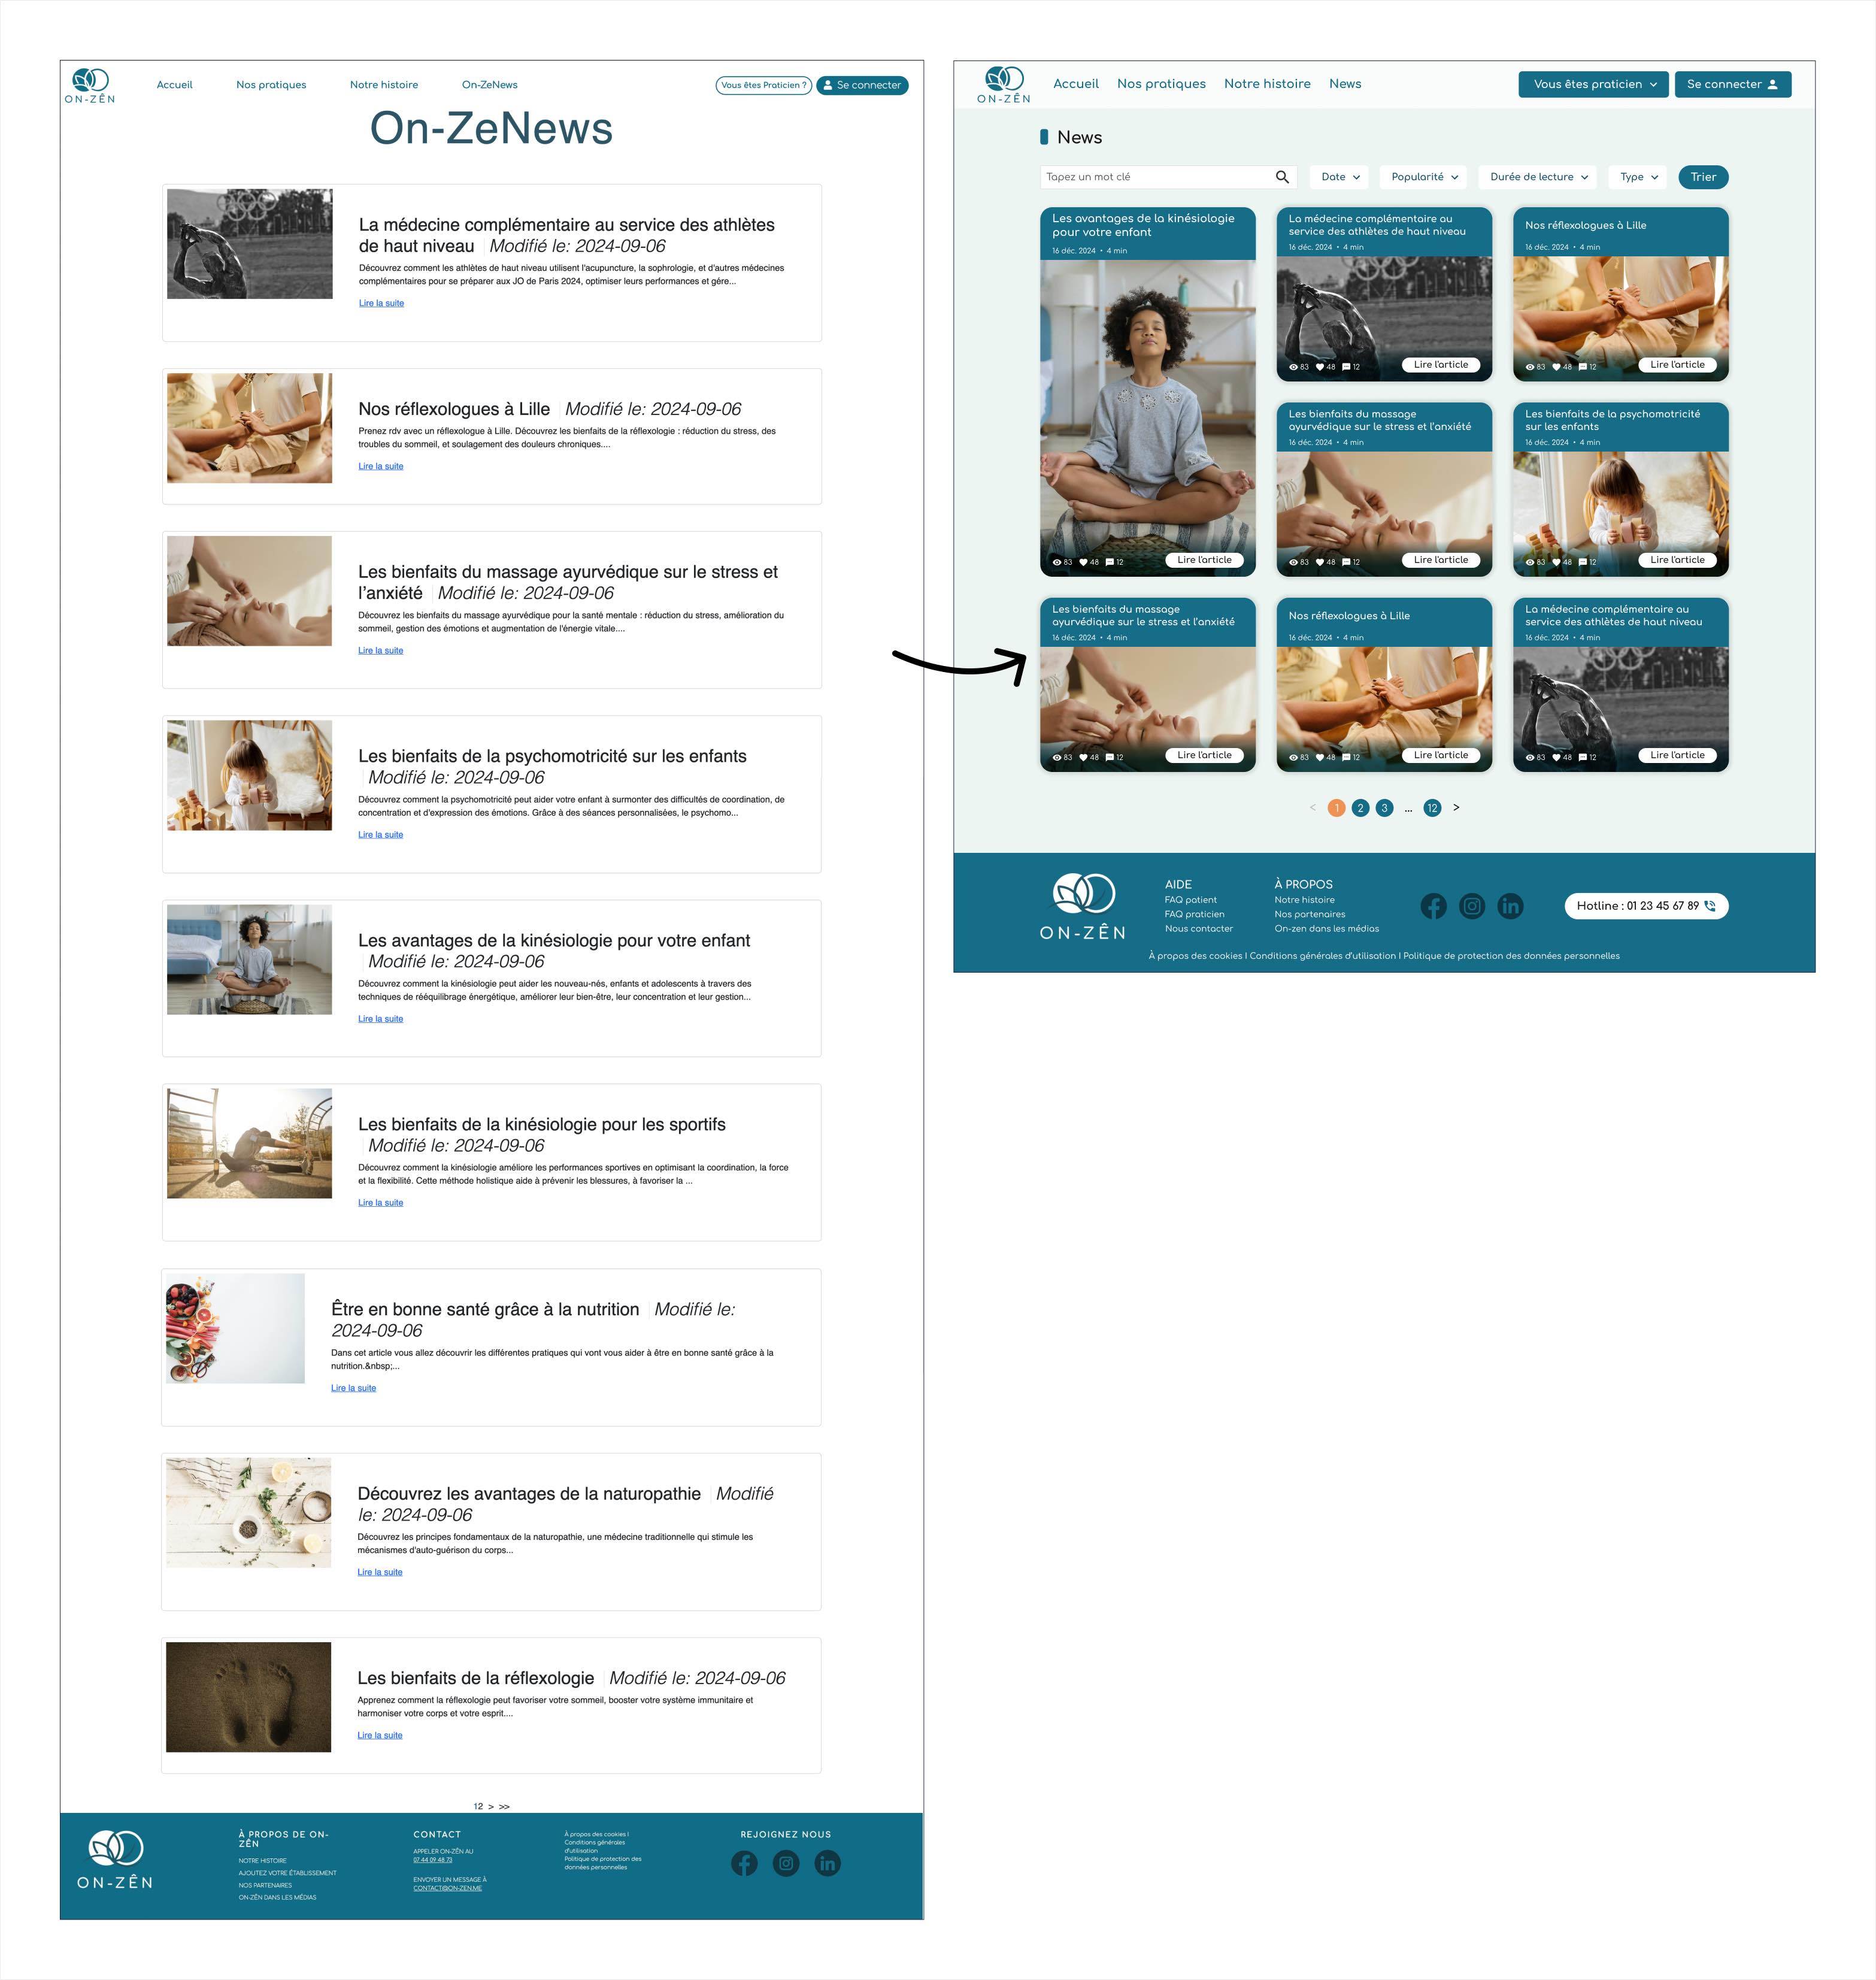 ON-ZÊN
Accueil
Nos pratiques
Notre histoire
On-ZeNews
Vous êtes Praticien ?
Se connecter
On-ZeNews
La médecine complémentaire au service des athlètes
de haut niveau Modifié le: 2024-09-06
Découvrez comment les athlètes de haut niveau utilisent l'acupuncture, la sophrologie, et d'autres médecines
complémentaires pour se préparer aux JO de Paris 2024, optimiser leurs performances et gére...
Lire la suite
Nos réflexologues à Lille Modifié le: 2024-09-06
Prenez rdv avec un réflexologue à Lille. Découvrez les bienfaits de la réflexologie : réduction du stress, des
troubles du sommeil, et soulagement des douleurs chroniques....
Lire la suite
Les bienfaits du massage ayurvédique sur le stress et
l'anxiété Modifié le: 2024-09-06
Découvrez les bienfaits du massage ayurvédique pour la santé mentale : réduction du stress, amélioration du
sommeil, gestion des émotions et augmentation de l'énergie vitale....
Lire la suite
Les bienfaits de la psychomotricité sur les enfants
Modifié le: 2024-09-06
Découvrez comment la psychomotricité peut aider votre enfant à surmonter des difficultés de coordination, de
concentration et d'expression des émotions. Grâce à des séances personnalisées, le psychomo...
Lire la suite
Les avantages de la kinésiologie pour votre enfant
Modifié le: 2024-09-06
Découvrez comment la kinésiologie peut aider les nouveau-nés, enfants et adolescents à travers des
techniques de rééquilibrage énergétique, améliorer leur bien-être, leur concentration et leur gestion...
Lire la suite
Les bienfaits de la kinésiologie pour les sportifs
Modifié le: 2024-09-06
Découvrez comment la kinésiologie améliore les performances sportives en optimisant la coordination, la force
et la flexibilité. Cette méthode holistique aide à prévenir les blessures, à favoriser la ...
Lire la suite
Être en bonne santé grâce à la nutrition Modifié le:
2024-09-06
Dans cet article vous allez découvrir les différentes pratiques qui vont vous aider à être en bonne santé grâce à la
nutrition.&nbsp;...
Lire la suite
Découvrez les avantages de la naturopathie Modifié
le: 2024-09-06
Découvrez les principes fondamentaux de la naturopathie, une médecine traditionnelle qui stimule les
mécanismes d'auto-guérison du corps...
Lire la suite
Les bienfaits de la réflexologie Modifié le: 2024-09-06
Apprenez comment la réflexologie peut favoriser votre sommeil, booster votre système immunitaire et
harmoniser votre corps et votre esprit....
Lire la suite
12 > >>
ON-ZÊN
À PROPOS DE ON-
ZÊN
NOTRE HISTOIRE
AJOUTEZ VOTRE ÉTABLISSEMENT
NOS PARTENAIRES
ON-ZÊN DANS LES MÉDIAS
CONTACT
APPELER ON-ZÊN AU
07 44 09 48 73
ENVOYER UN MESSAGE À
CONTACT@ON-ZEN.ME
À propos des cookies I
Conditions générales
d'utilisation
Politique de protection des
données personnelles
REJOIGNEZ NOUS
ON-ZÊN
Accueil
Nos pratiques
Notre histoire
News
Vous êtes praticien
Se connecter
News
Tapez un mot clé
Date
Popularité
Durée de lecture
Type
Trier
Les avantages de la kinésiologie
pour votre enfant
16 déc. 2024 • 4 min
83 48 12
Lire l'article
La médecine complémentaire au
service des athlètes de haut niveau
16 déc. 2024 • 4 min
83 48 12
Lire l'article
Nos réflexologues à Lille
16 déc. 2024 • 4 min
83 48 12
Lire l'article
Les bienfaits du massage
ayurvédique sur le stress et l'anxiété
16 déc. 2024 • 4 min
83 48 12
Lire l'article
Les bienfaits de la psychomotricité
sur les enfants
16 déc. 2024 • 4 min
83 48 12
Lire l'article
Les bienfaits du massage
ayurvédique sur le stress et l'anxiété
16 déc. 2024 • 4 min
83 48 12
Lire l'article
Nos réflexologues à Lille
16 déc. 2024 • 4 min
83 48 12
Lire l'article
La médecine complémentaire au
service des athlètes de haut niveau
16 déc. 2024 • 4 min
83 48 12
Lire l'article
< 1 2 3 ... 12 >
ON-ZÊN
AIDE
FAQ patient
FAQ praticien
Nous contacter
À PROPOS
Notre histoire
Nos partenaires
On-zen dans les médias
Hotline : 01 23 45 67 89
À propos des cookies I Conditions générales d'utilisation I Politique de protection des données personnelles